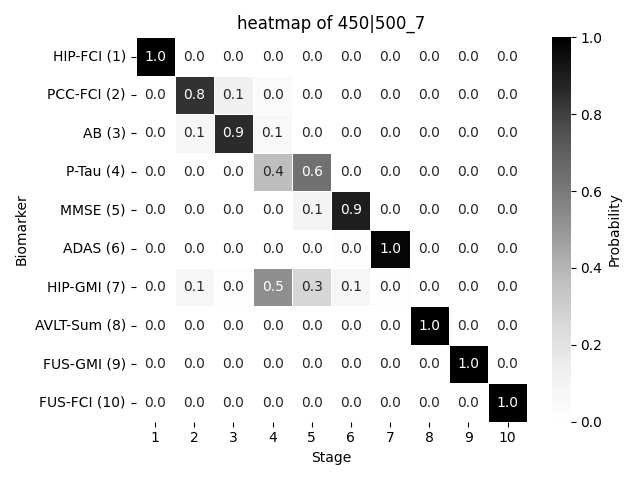 heatmap of 450|500_7
HIP-FCI (1) 1.0 0.0 0.0 0.0 0.0 0.0 0.0 0.0 0.0 0.0
PCC-FCI (2) 0.0 0.8 0.1 0.0 0.0 0.0 0.0 0.0 0.0 0.0
AB (3) 0.0 0.1 0.9 0.1 0.0 0.0 0.0 0.0 0.0 0.0
P-Tau (4) 0.0 0.0 0.0 0.4 0.6 0.0 0.0 0.0 0.0 0.0
MMSE (5) 0.0 0.0 0.0 0.0 0.1 0.9 0.0 0.0 0.0 0.0
ADAS (6) 0.0 0.0 0.0 0.0 0.0 0.0 1.0 0.0 0.0 0.0
HIP-GMI (7) 0.0 0.1 0.0 0.5 0.3 0.1 0.0 0.0 0.0 0.0
AVLT-Sum (8) 0.0 0.0 0.0 0.0 0.0 0.0 0.0 1.0 0.0 0.0
FUS-GMI (9) 0.0 0.0 0.0 0.0 0.0 0.0 0.0 0.0 1.0 0.0
FUS-FCI (10) 0.0 0.0 0.0 0.0 0.0 0.0 0.0 0.0 0.0 1.0
1 2 3 4 5 6 7 8 9 10
Stage
Biomarker
1.0
0.8
0.6
0.4
0.2
0.0
Probability